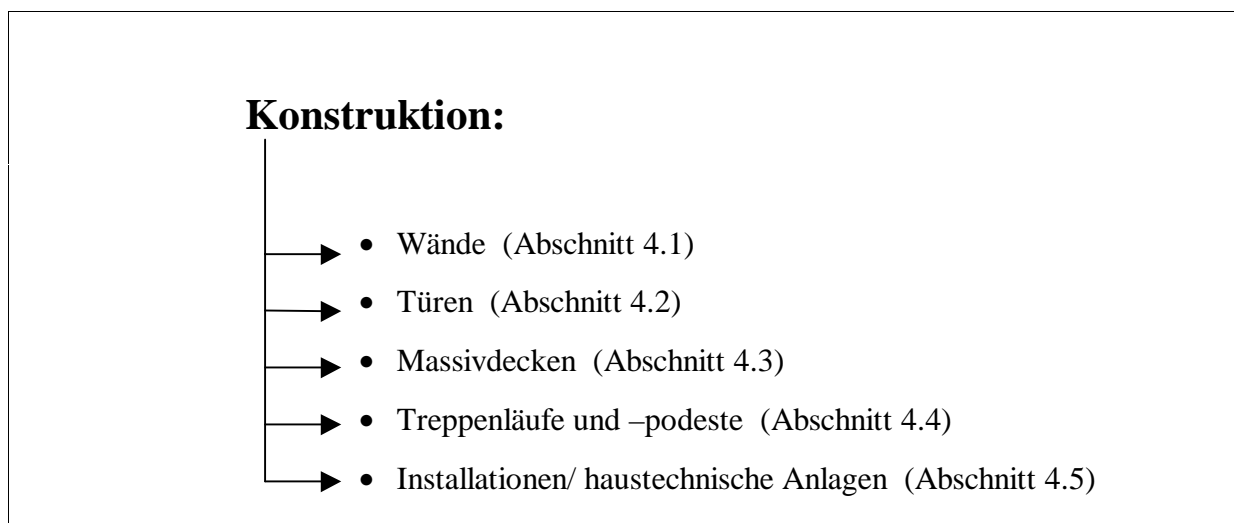 Konstruktion:
• Wände (Abschnitt 4.1)
• Türen (Abschnitt 4.2)
• Massivdecken (Abschnitt 4.3)
• Treppenläufe und –podeste (Abschnitt 4.4)
• Installationen/ haustechnische Anlagen (Abschnitt 4.5)